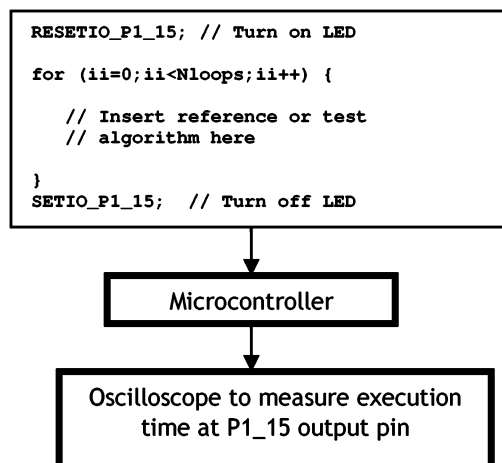 RESETIO_P1_15; // Turn on LED
for (ii=0;ii<Nloops;ii++) {
// Insert reference or test
// algorithm here
}
SETIO_P1_15; // Turn off LED
Microcontroller
Oscilloscope to measure execution
time at P1_15 output pin